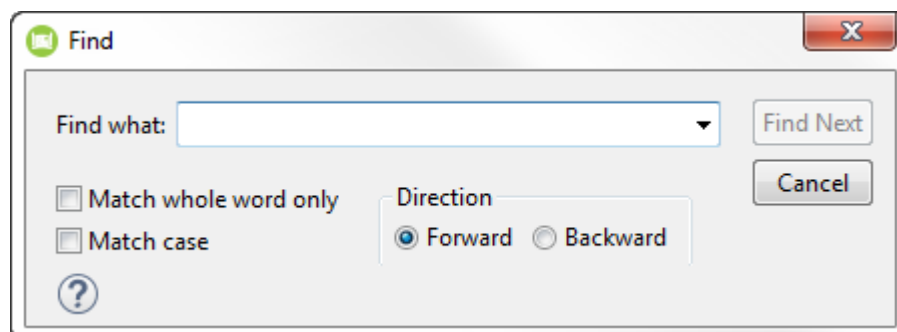 Find
Find what:
Find Next
Cancel
Match whole word only
Match case
Direction
Forward
Backward
?